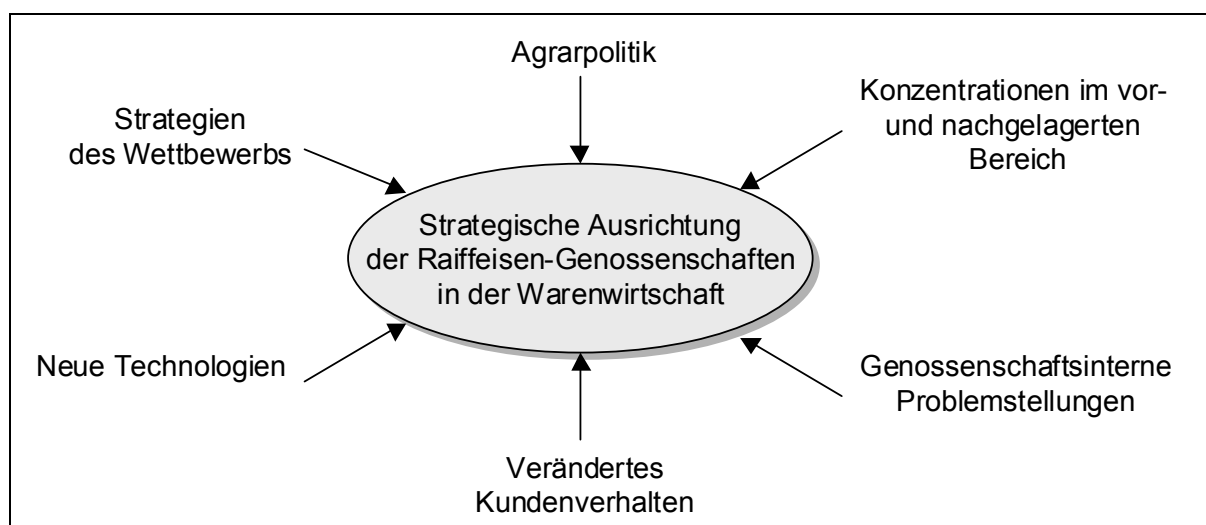 Agrarpolitik
Strategien
des Wettbewerbs
Konzentrationen im vor-
und nachgelagerten
Bereich
Strategische Ausrichtung
der Raiffeisen-Genossenschaften
in der Warenwirtschaft
Neue Technologien
Genossenschaftsinterne
Problemstellungen
Verändertes
Kundenverhalten